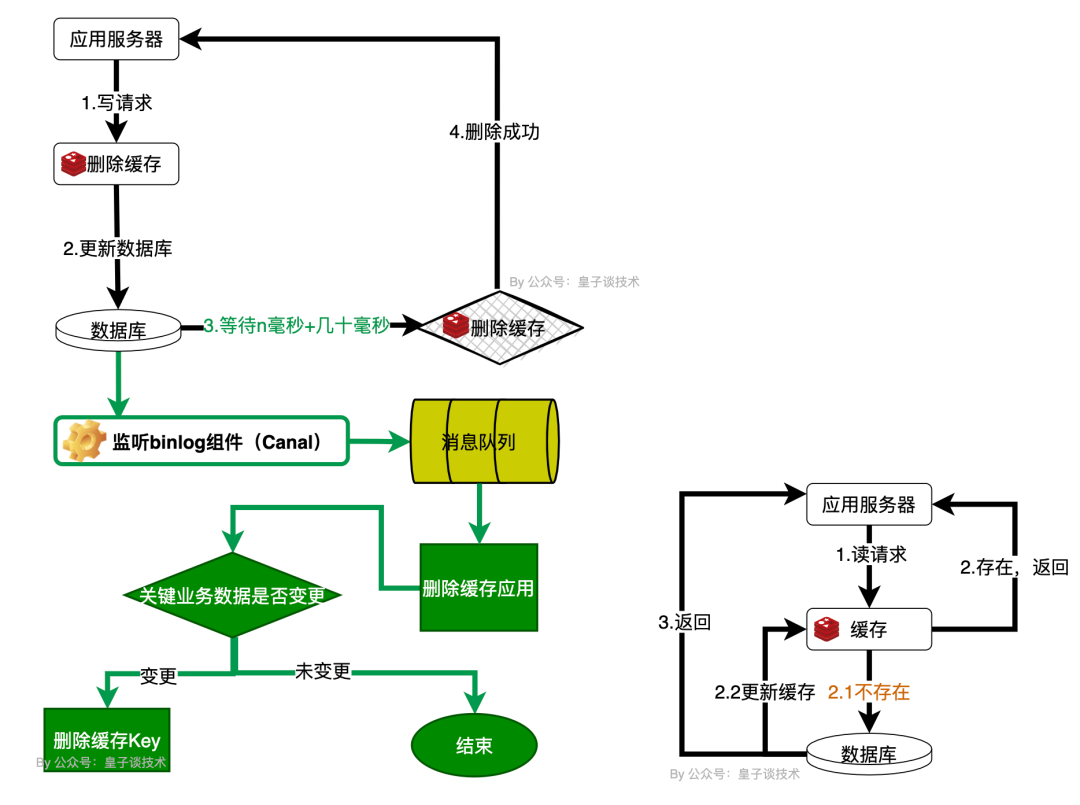 应用服务器
1.写请求
删除缓存
4.删除成功
2.更新数据库
By 公众号：皇子谈技术
数据库
3.等待n毫秒+几十毫秒
删除缓存
监听binlog组件（Canal）
消息队列
删除缓存应用
关键业务数据是否变更
变更
未变更
删除缓存Key
By 公众号：皇子谈技术
结束
应用服务器
1.读请求
2.存在，返回
3.返回
缓存
2.2更新缓存
2.1不存在
数据库
By 公众号：皇子谈技术